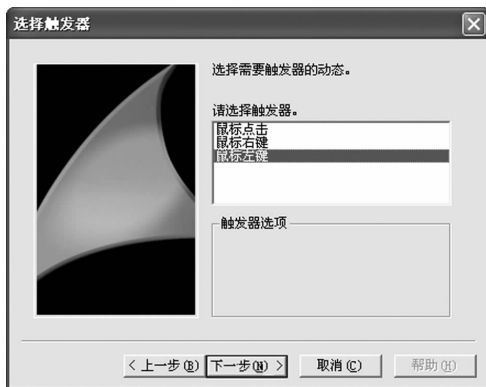 选择触发器
选择需要触发器的动态。
请选择触发器。
鼠标点击
鼠标右键
鼠标左键
触发器选项
< 上一步(B) 下一步(N) > 取消(C) 帮助(H)